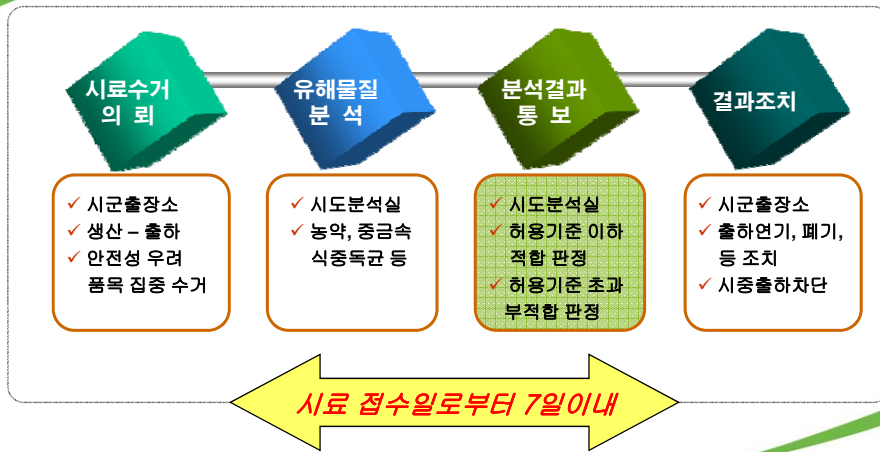 시료수거
의 뢰
유해물질
분 석
분석결과
통 보
결과조치
✓ 시군출장소
✓ 생산 – 출하
✓ 안전성 우려
품목 집중 수거
✓ 시도분석실
✓ 농약, 중금속
식중독균 등
✓ 시도분석실
✓ 허용기준 이하
적합 판정
✓ 허용기준 초과
부적합 판정
✓ 시군출장소
✓ 출하연기, 폐기,
등 조치
✓ 시중출하차단
시료 접수일로부터 7일이내